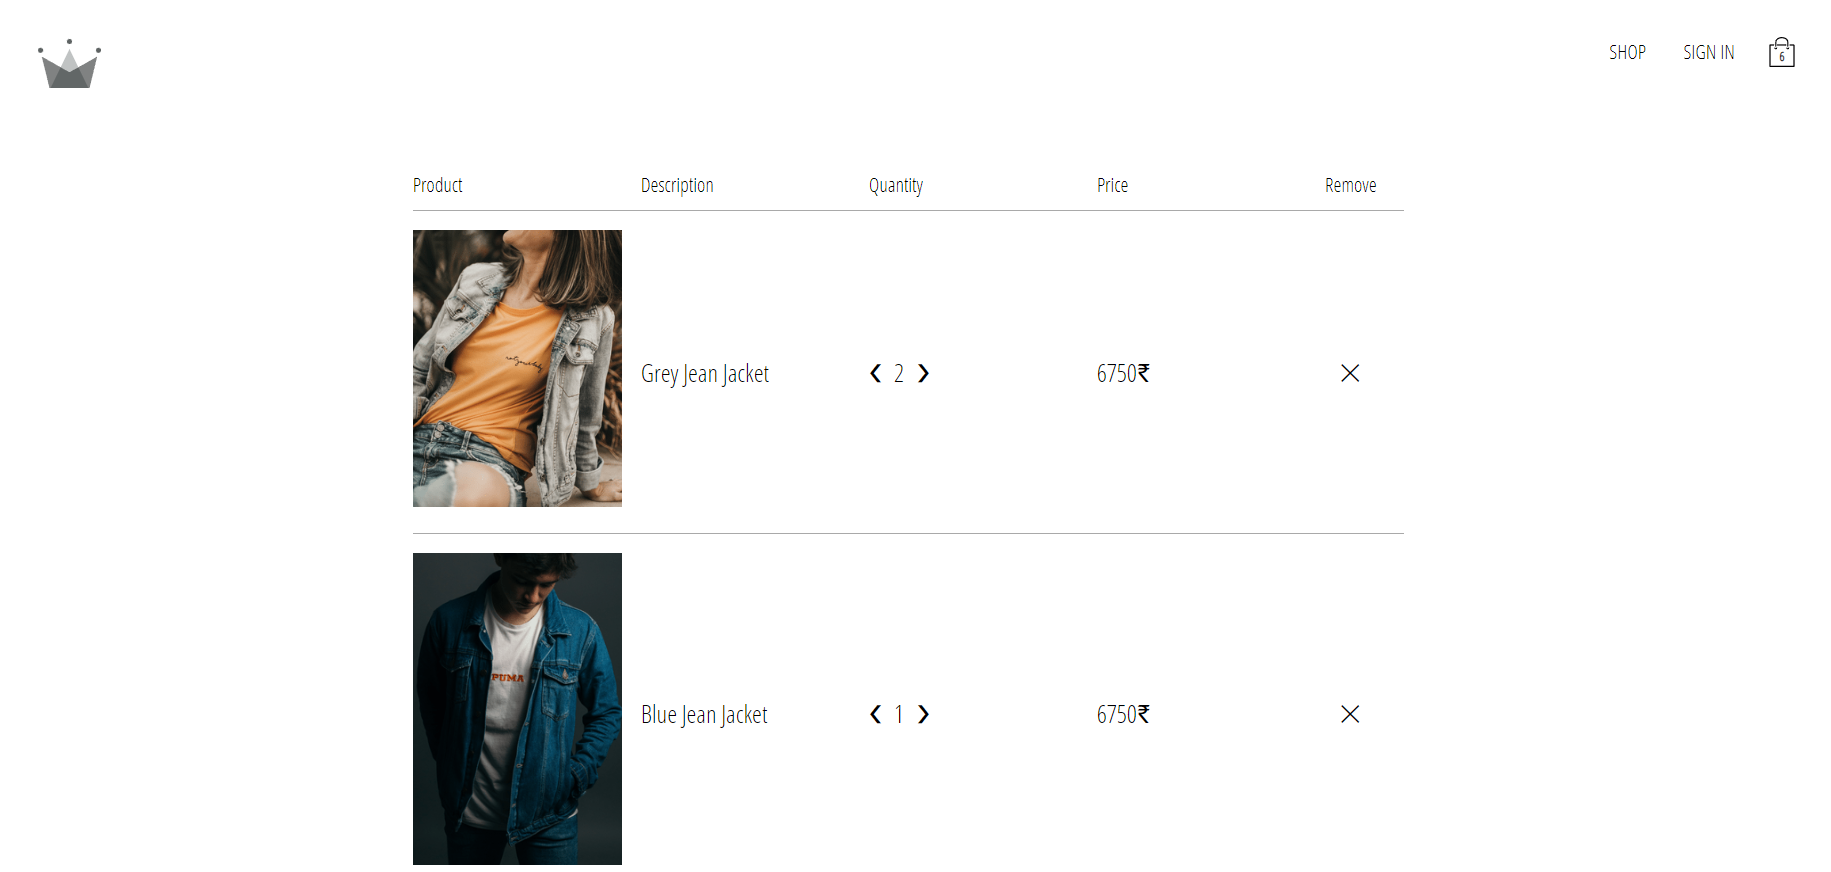 SHOP SIGN IN 6
Product Description Quantity Price Remove
Grey Jean Jacket ❮ 2 ❯ 6750₹
PUMA
Blue Jean Jacket ❮ 1 ❯ 6750₹